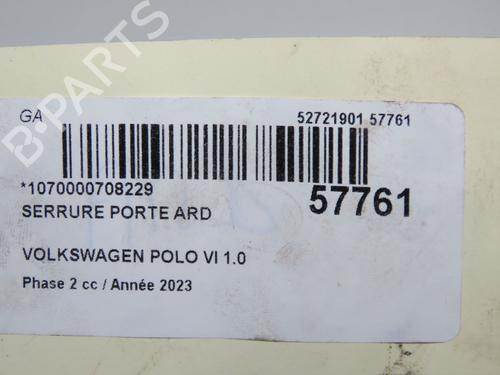 B-PARTS
GA
52721901 57761
*1070000708229
57761
SERRURE PORTE ARD
VOLKSWAGEN POLO VI 1.0
Phase 2 cc / Année 2023